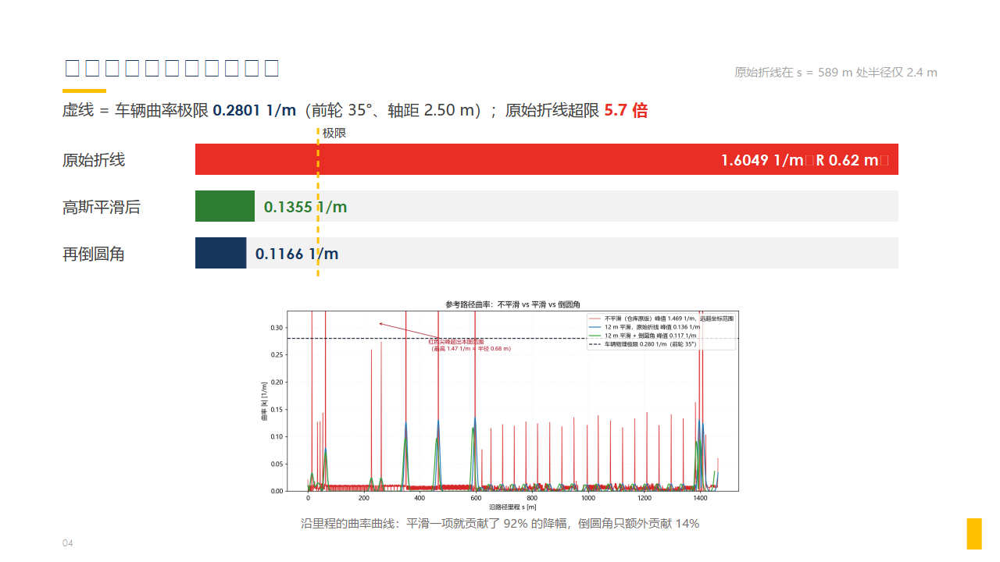 原始折线在 s = 589 m 处半径仅 2.4 m
虚线 = 车辆曲率极限 0.2801 1/m（前轮 35°、轴距 2.50 m）；原始折线超限 5.7 倍
极限
原始折线
1.6049 1/m□R 0.62 m□
高斯平滑后
0.1355 1/m
再倒圆角
0.1166 1/m
参考路径曲率：不平滑 vs 平滑 vs 倒圆角
不平滑（仓库原版）峰值 1.469 1/m，远超坐标范围
12 m 平滑，原始折线 峰值 0.136 1/m
12 m 平滑 + 倒圆角 峰值 0.117 1/m
车辆物理极限 0.280 1/m（前轮 35°）
红色尖峰超出本图范围
（最高 1.47 1/m = 半径 0.68 m）
曲率 |κ| [1/m]
0.30
0.25
0.20
0.15
0.10
0.05
0.00
0 200 400 600 800 1000 1200 1400
沿路径里程 s [m]
沿里程的曲率曲线：平滑一项就贡献了 92% 的降幅，倒圆角只额外贡献 14%
04